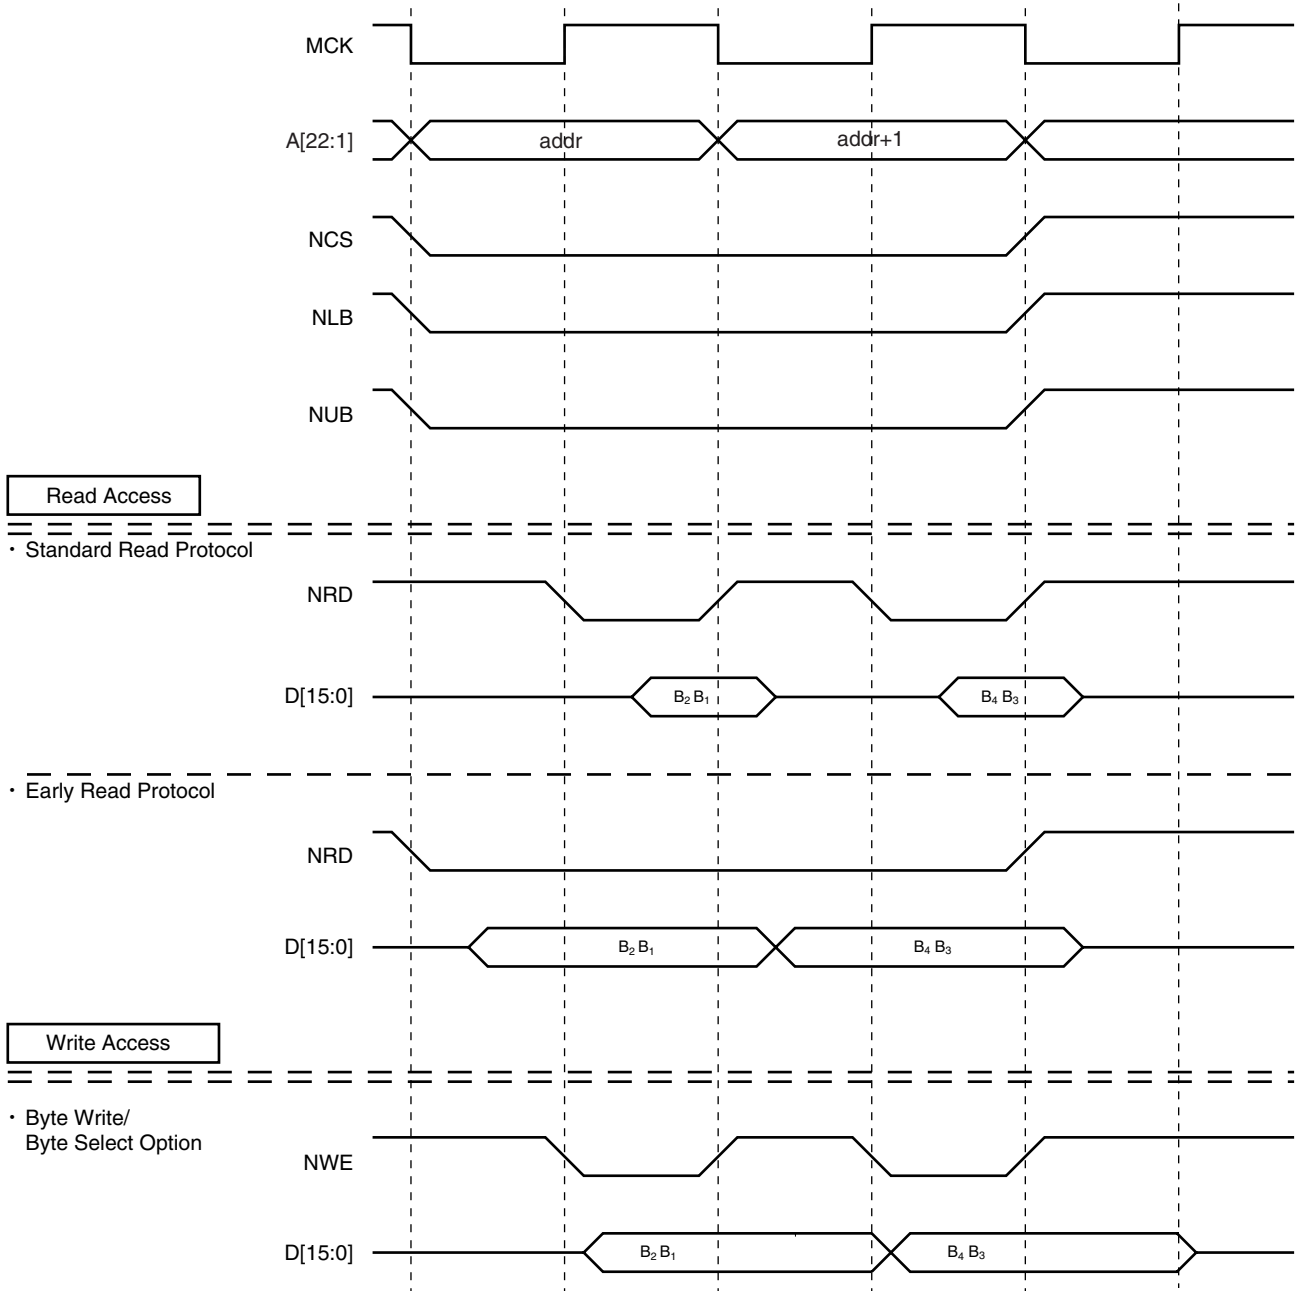 MCK
A[22:1] addr addr+1
NCS
NLB
NUB
Read Access
· Standard Read Protocol
NRD
D[15:0] B₂ B₁ B₄ B₃
· Early Read Protocol
NRD
D[15:0] B₂ B₁ B₄ B₃
Write Access
· Byte Write/
Byte Select Option
NWE
D[15:0] B₂ B₁ B₄ B₃